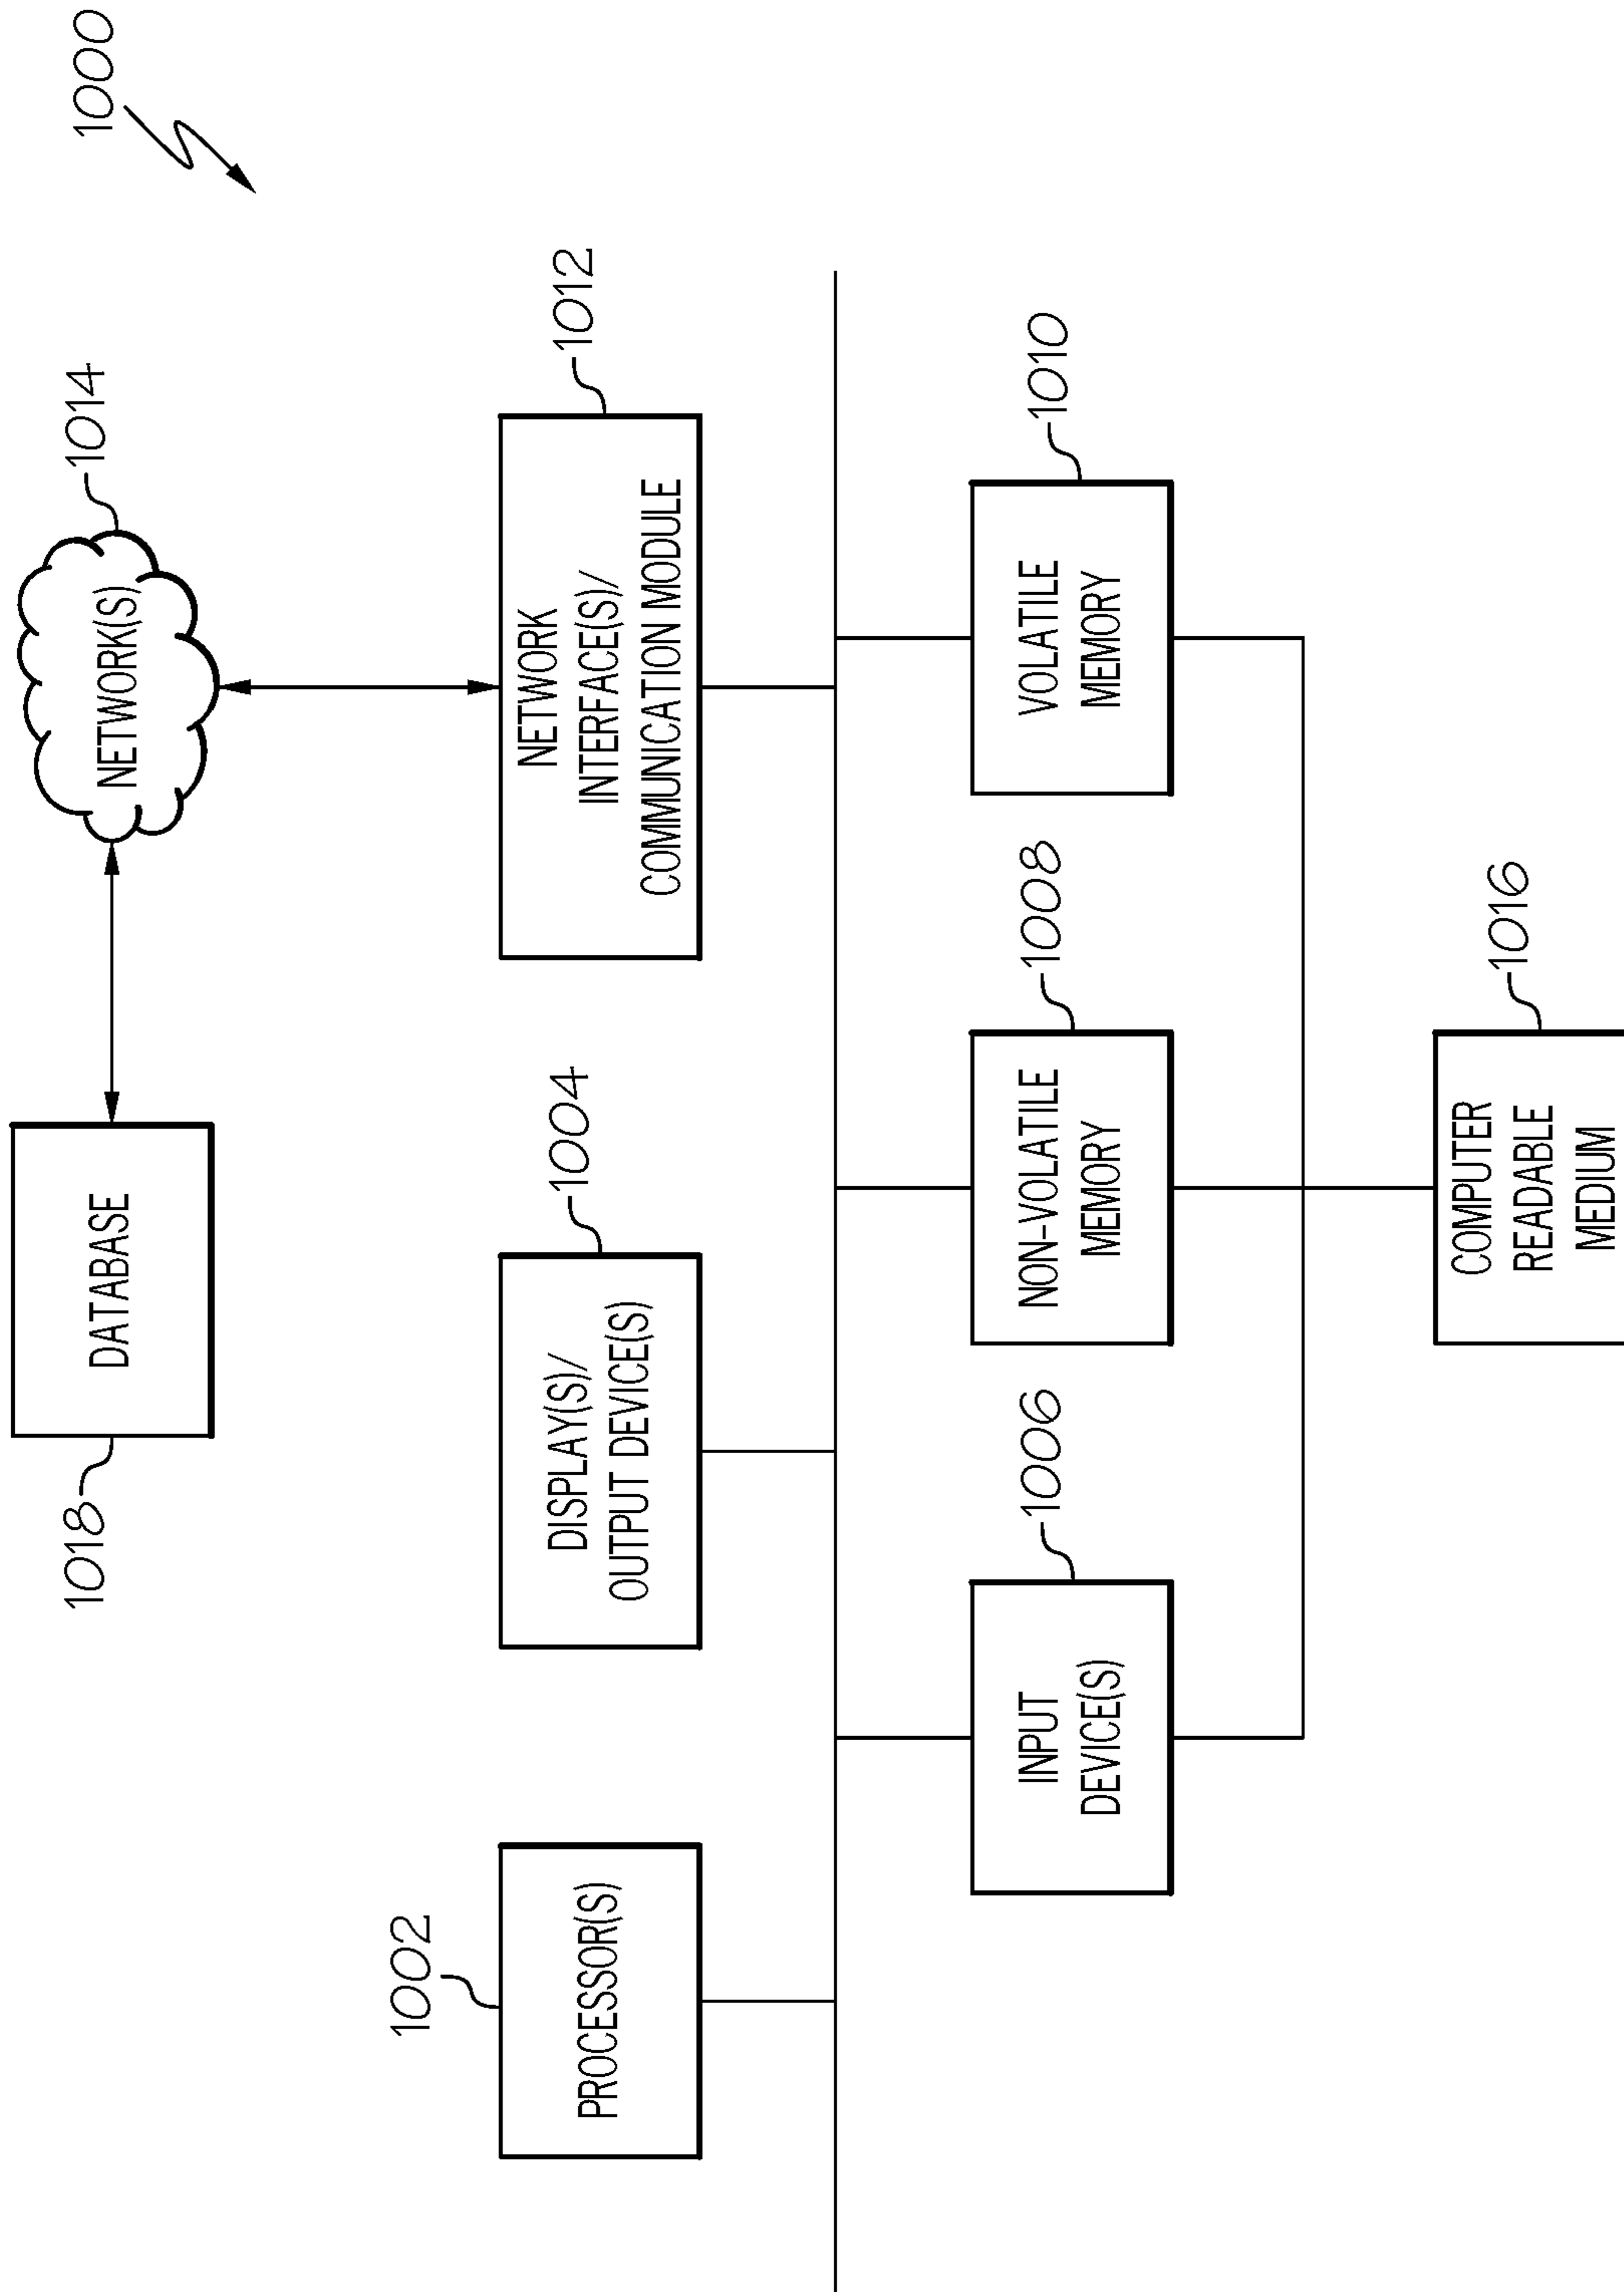 1000
1018
DATABASE
NETWORK(S)
1014
1002
PROCESSOR(S)
DISPLAY(S)/
OUTPUT DEVICE(S)
1004
NETWORK
INTERFACE(S)/
COMMUNICATION MODULE
1012
INPUT
DEVICE(S)
1006
NON-VOLATILE
MEMORY
1008
VOLATILE
MEMORY
1010
COMPUTER
READABLE
MEDIUM
1016